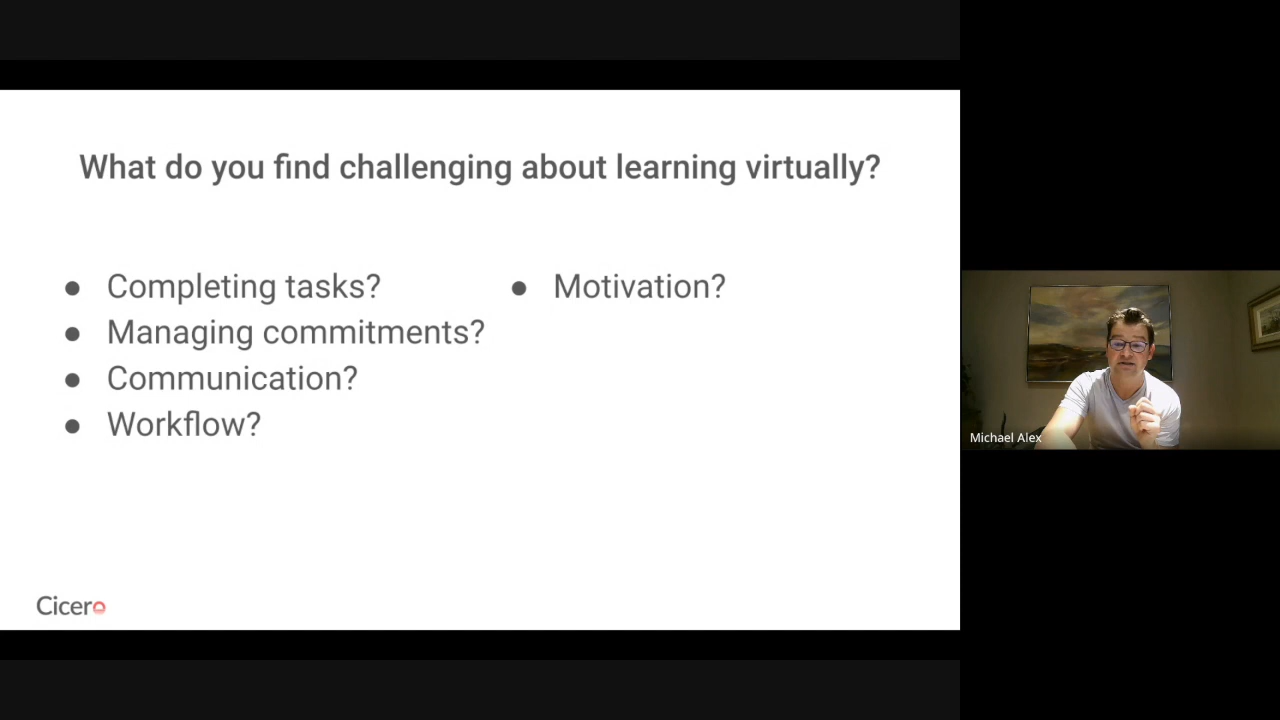 What do you find challenging about learning virtually?
● Completing tasks?
● Managing commitments?
● Communication?
● Workflow?
● Motivation?
Cicero
Michael Alex